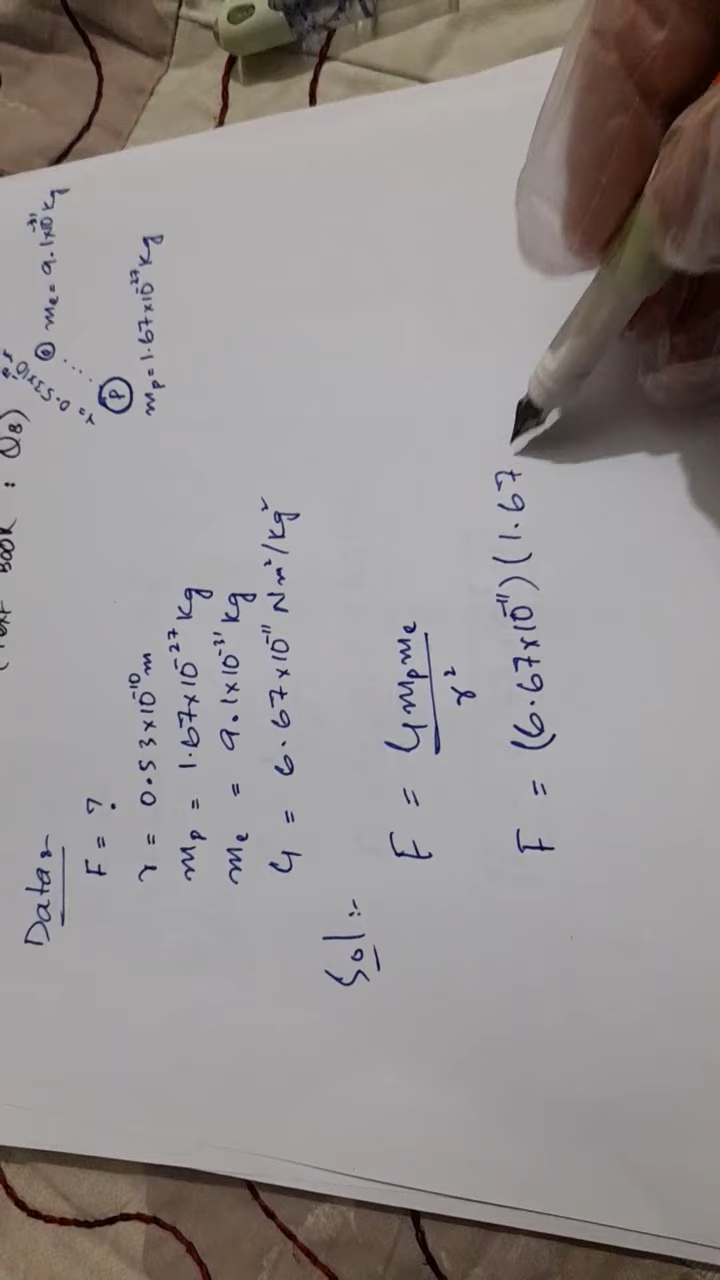 (Text BOOK : Q8)
r = 0.53×10⁻¹⁰
e me = 9.1×10⁻³¹ Kg
P
mp = 1.67×10⁻²⁷ Kg
Data:-
F = ?
r = 0.53×10⁻¹⁰ m
mp = 1.67×10⁻²⁷ Kg
me = 9.1×10⁻³¹ Kg
G = 6.67×10⁻¹¹ Nm²/Kg²
Sol:-
F = Gmpme / r²
F = (6.67×10⁻¹¹) (1.67